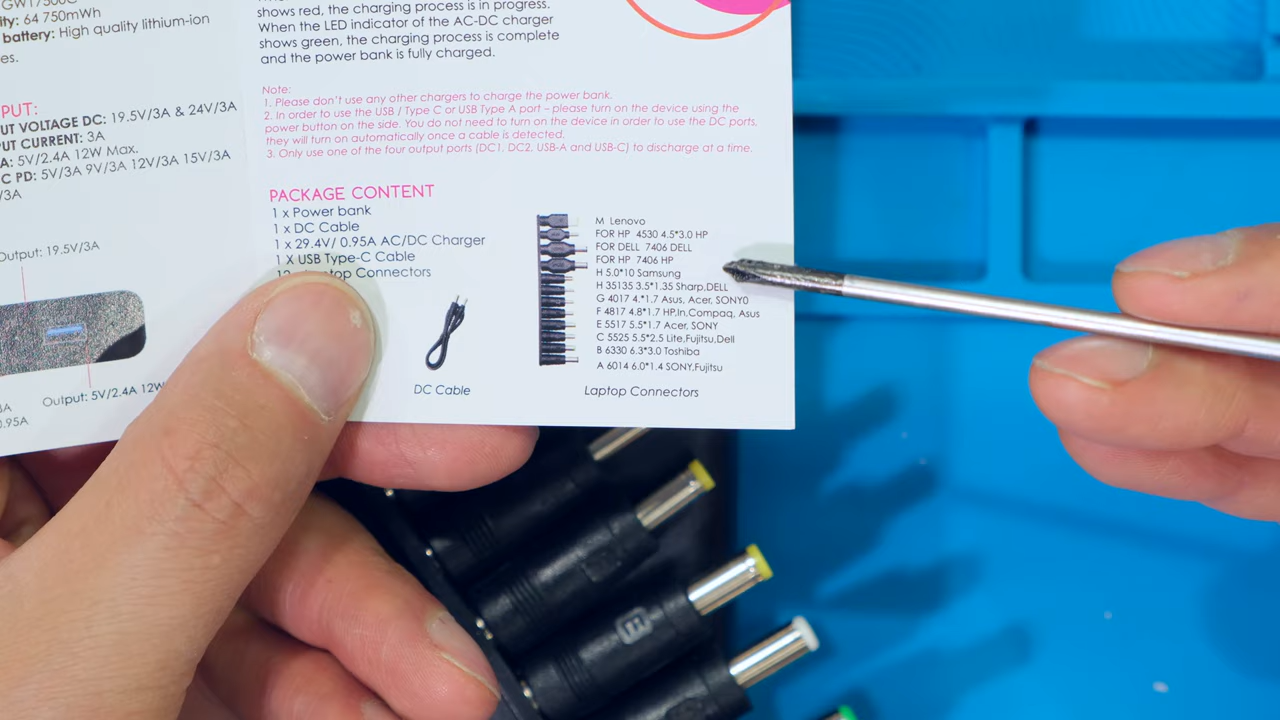 GW17500C
ity: 64 750mWh
battery: High quality lithium-ion
es.
PUT:
UT VOLTAGE DC: 19.5V/3A & 24V/3A
PUT CURRENT: 3A
A: 5V/2.4A 12W Max.
C PD: 5V/3A 9V/3A 12V/3A 15V/3A
/3A
Output: 19.5V/3A
Output: 5V/2.4A 12W
3A
0.95A
shows red, the charging process is in progress.
When the LED indicator of the AC-DC charger
shows green, the charging process is complete
and the power bank is fully charged.
Note:
1. Please don't use any other chargers to charge the power bank.
2. In order to use the USB / Type C or USB Type A port – please turn on the device using the
power button on the side. You do not need to turn on the device in order to use the DC ports,
they will turn on automatically once a cable is detected.
3. Only use one of the four output ports (DC1, DC2, USB-A and USB-C) to discharge at a time.
PACKAGE CONTENT
1 x Power bank
1 x DC Cable
1 x 29.4V/ 0.95A AC/DC Charger
1 X USB Type-C Cable
Connectors
DC Cable
M Lenovo
FOR HP 4530 4.5*3.0 HP
FOR DELL 7406 DELL
FOR HP 7406 HP
H 5.0*10 Samsung
H 35135 3.5*1.35 Sharp,DELL
G 4017 4.*1.7 Asus, Acer, SONY0
F 4817 4.8*1.7 HP,In,Compaq, Asus
E 5517 5.5*1.7 Acer, SONY
C 5525 5.5*2.5 Lite,Fujitsu,Dell
B 6330 6.3*3.0 Toshiba
A 6014 6.0*1.4 SONY,Fujitsu
Laptop Connectors